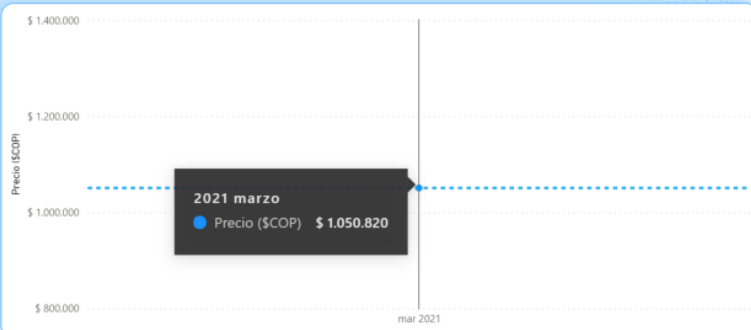 $ 1.400.000
$ 1.200.000
Precio ($COP)
2021 marzo
Precio ($COP) $ 1.050.820
$ 1.000.000
$ 800.000
mar 2021